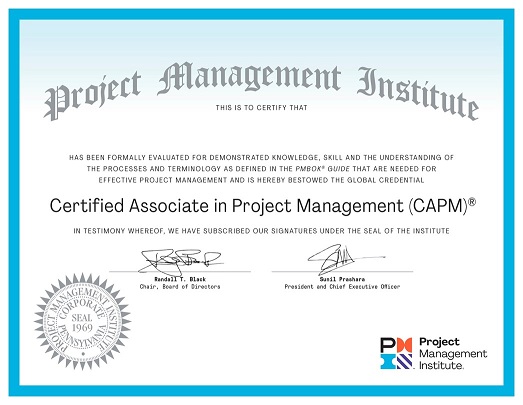 Project Management Institute
THIS IS TO CERTIFY THAT
HAS BEEN FORMALLY EVALUATED FOR DEMONSTRATED KNOWLEDGE, SKILL AND THE UNDERSTANDING OF
THE PROCESSES AND TERMINOLOGY AS DEFINED IN THE PMBOK® GUIDE THAT ARE NEEDED FOR
EFFECTIVE PROJECT MANAGEMENT AND IS HEREBY BESTOWED THE GLOBAL CREDENTIAL
Certified Associate in Project Management (CAPM)®
IN TESTIMONY WHEREOF, WE HAVE SUBSCRIBED OUR SIGNATURES UNDER THE SEAL OF THE INSTITUTE
Randall T. Black
Chair, Board of Directors
Sunil Prashara
President and Chief Executive Officer
PROJECT MANAGEMENT INSTITUTE
CORPORATE
SEAL
1969
PENNSYLVANIA
PMI
Project
Management
Institute.